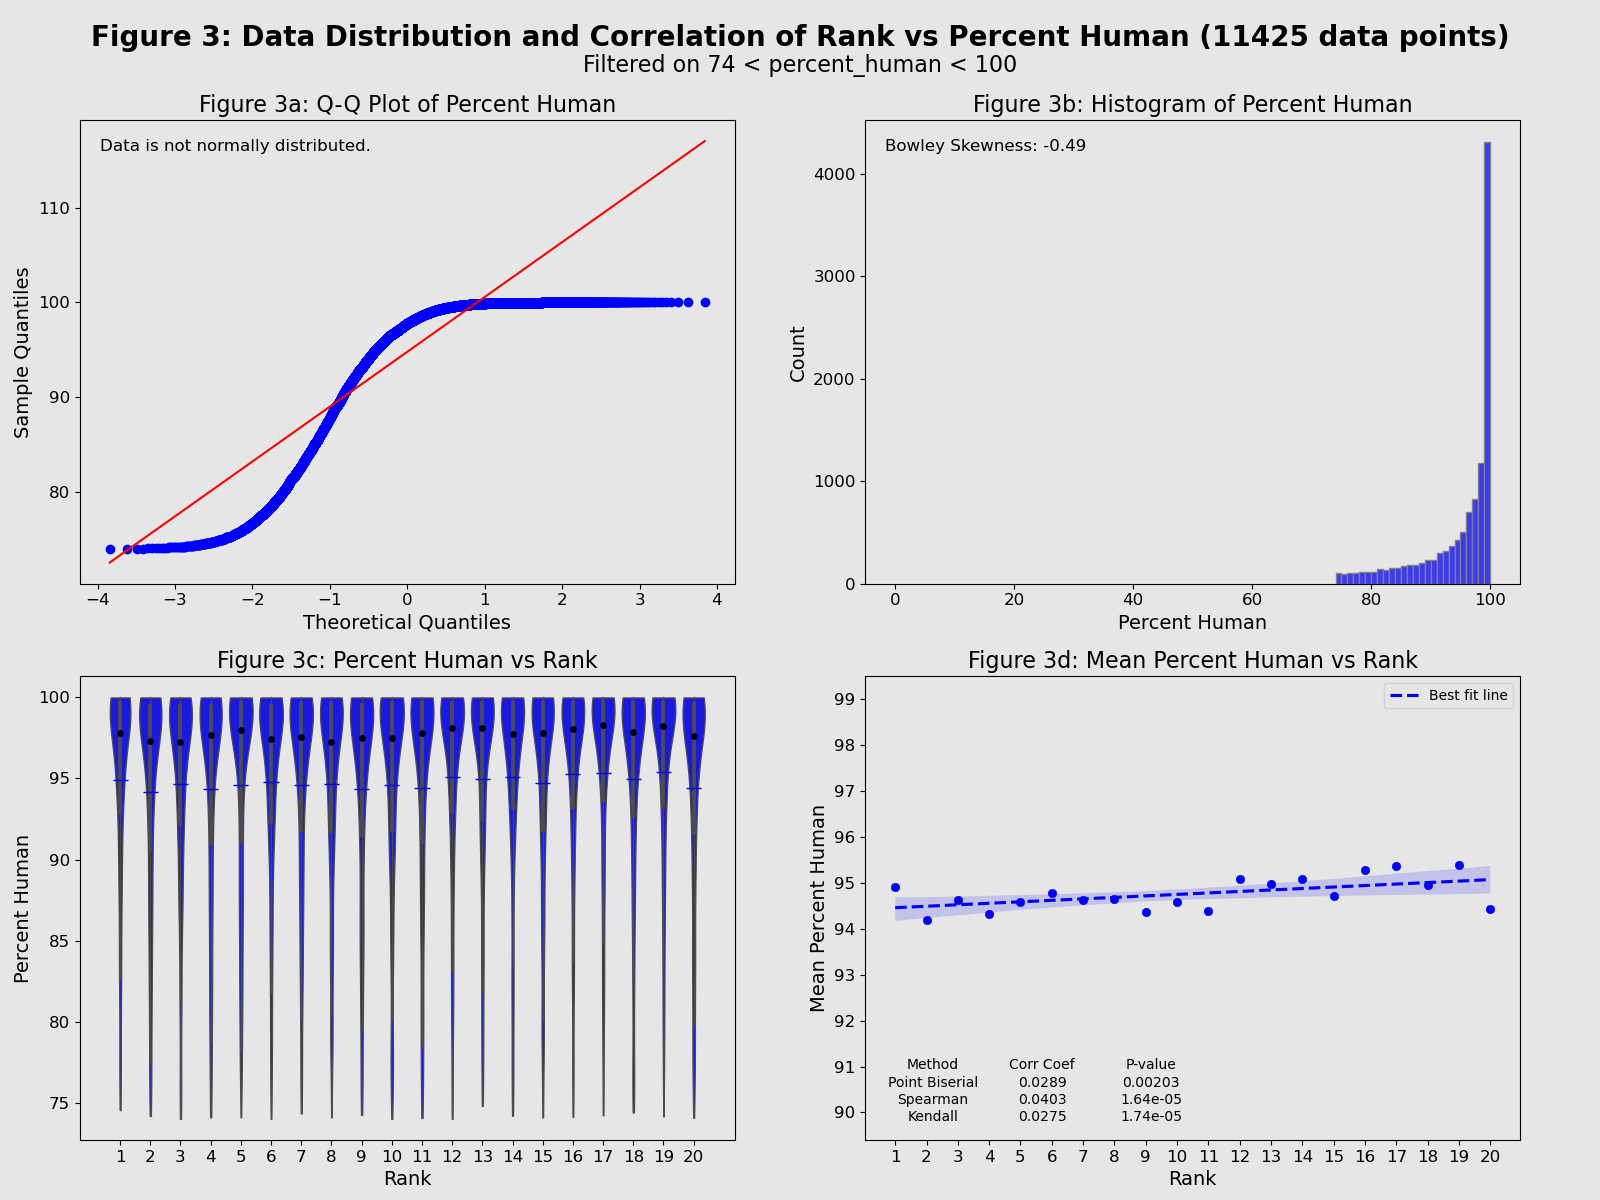 Figure 3: Data Distribution and Correlation of Rank vs Percent Human (11425 data points)
Filtered on 74 < percent_human < 100
Figure 3a: Q-Q Plot of Percent Human
Data is not normally distributed.
110
100
90
80
−4 −3 −2 −1 0 1 2 3 4
Sample Quantiles
Theoretical Quantiles
Figure 3b: Histogram of Percent Human
Bowley Skewness: -0.49
4000
3000
2000
1000
0
0 20 40 60 80 100
Count
Percent Human
Figure 3c: Percent Human vs Rank
100
95
90
85
80
75
1 2 3 4 5 6 7 8 9 10 11 12 13 14 15 16 17 18 19 20
Percent Human
Rank
Figure 3d: Mean Percent Human vs Rank
Best fit line
99
98
97
96
95
94
93
92
91
90
Method Corr Coef P-value
Point Biserial 0.0289 0.00203
Spearman 0.0403 1.64e-05
Kendall 0.0275 1.74e-05
1 2 3 4 5 6 7 8 9 10 11 12 13 14 15 16 17 18 19 20
Mean Percent Human
Rank